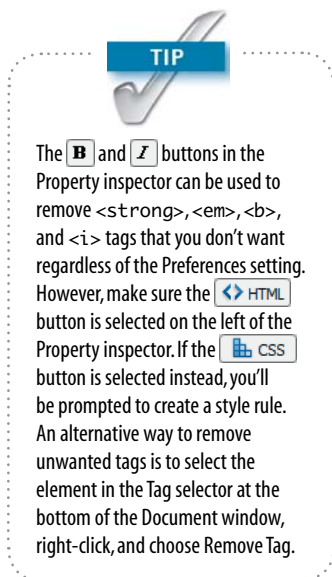 TIP
The B and I buttons in the
Property inspector can be used to
remove <strong>, <em>, <b>,
and <i> tags that you don’t want
regardless of the Preferences setting.
However, make sure the <> HTML
button is selected on the left of the
Property inspector. If the CSS
button is selected instead, you’ll
be prompted to create a style rule.
An alternative way to remove
unwanted tags is to select the
element in the Tag selector at the
bottom of the Document window,
right-click, and choose Remove Tag.